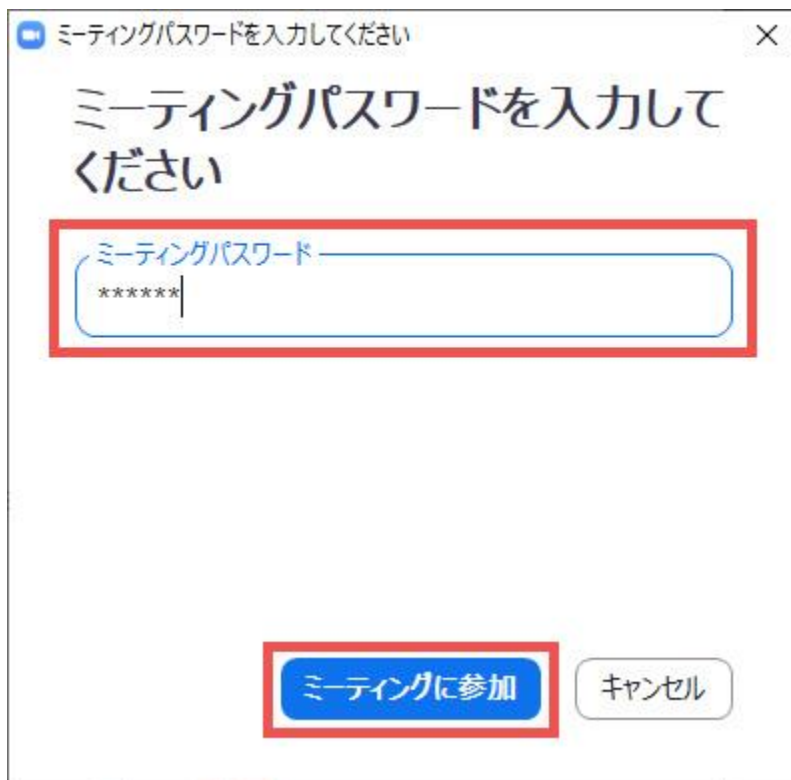 ミーティングパスワードを入力してください
ミーティングパスワードを入力して
ください
ミーティングパスワード
******
ミーティングに参加
キャンセル